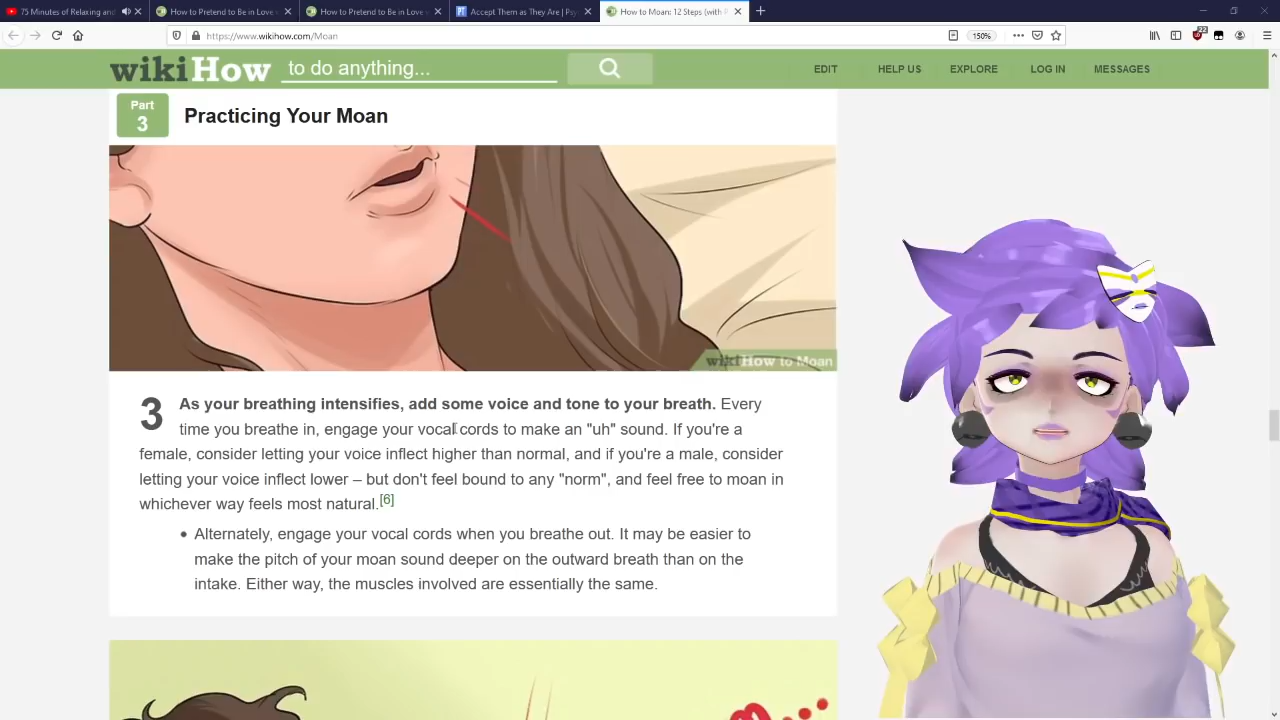 75 Minutes of Relaxing and
How to Pretend to Be in Love
How to Pretend to Be in Love
Accept Them as They Are | Psy
How to Moan: 12 Steps (with P
https://www.wikihow.com/Moan
150%
wikiHow to do anything...
EDIT
HELP US
EXPLORE
LOG IN
MESSAGES
Part
3
Practicing Your Moan
wikiHow to Moan
3
As your breathing intensifies, add some voice and tone to your breath. Every
time you breathe in, engage your vocal cords to make an "uh" sound. If you're a
female, consider letting your voice inflect higher than normal, and if you're a male, consider
letting your voice inflect lower – but don't feel bound to any "norm", and feel free to moan in
whichever way feels most natural.[6]
• Alternately, engage your vocal cords when you breathe out. It may be easier to
make the pitch of your moan sound deeper on the outward breath than on the
intake. Either way, the muscles involved are essentially the same.